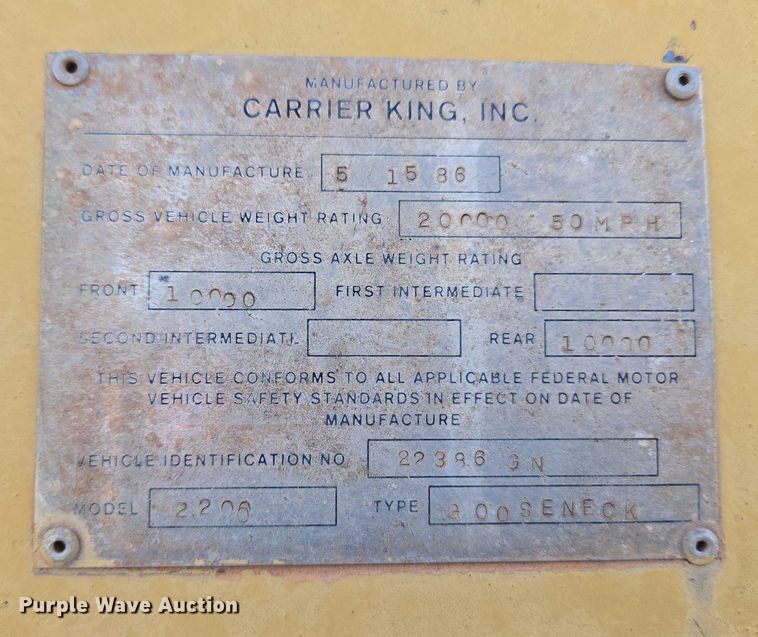 MANUFACTURED BY
CARRIER KING, INC.
DATE OF MANUFACTURE 5 15 86
GROSS VEHICLE WEIGHT RATING 20000 50MPH
GROSS AXLE WEIGHT RATING
FRONT 10000 FIRST INTERMEDIATE
SECOND INTERMEDIATE REAR 10000
THIS VEHICLE CONFORMS TO ALL APPLICABLE FEDERAL MOTOR
VEHICLE SAFETY STANDARDS IN EFFECT ON DATE OF
MANUFACTURE
VEHICLE IDENTIFICATION NO 22386 GN
MODEL 2206 TYPE GOOSENECK
Purple Wave Auction